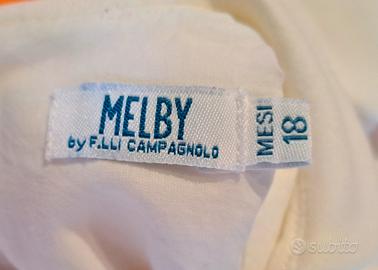 MELBY
by F.LLI CAMPAGNOLO
MESI
18
subito